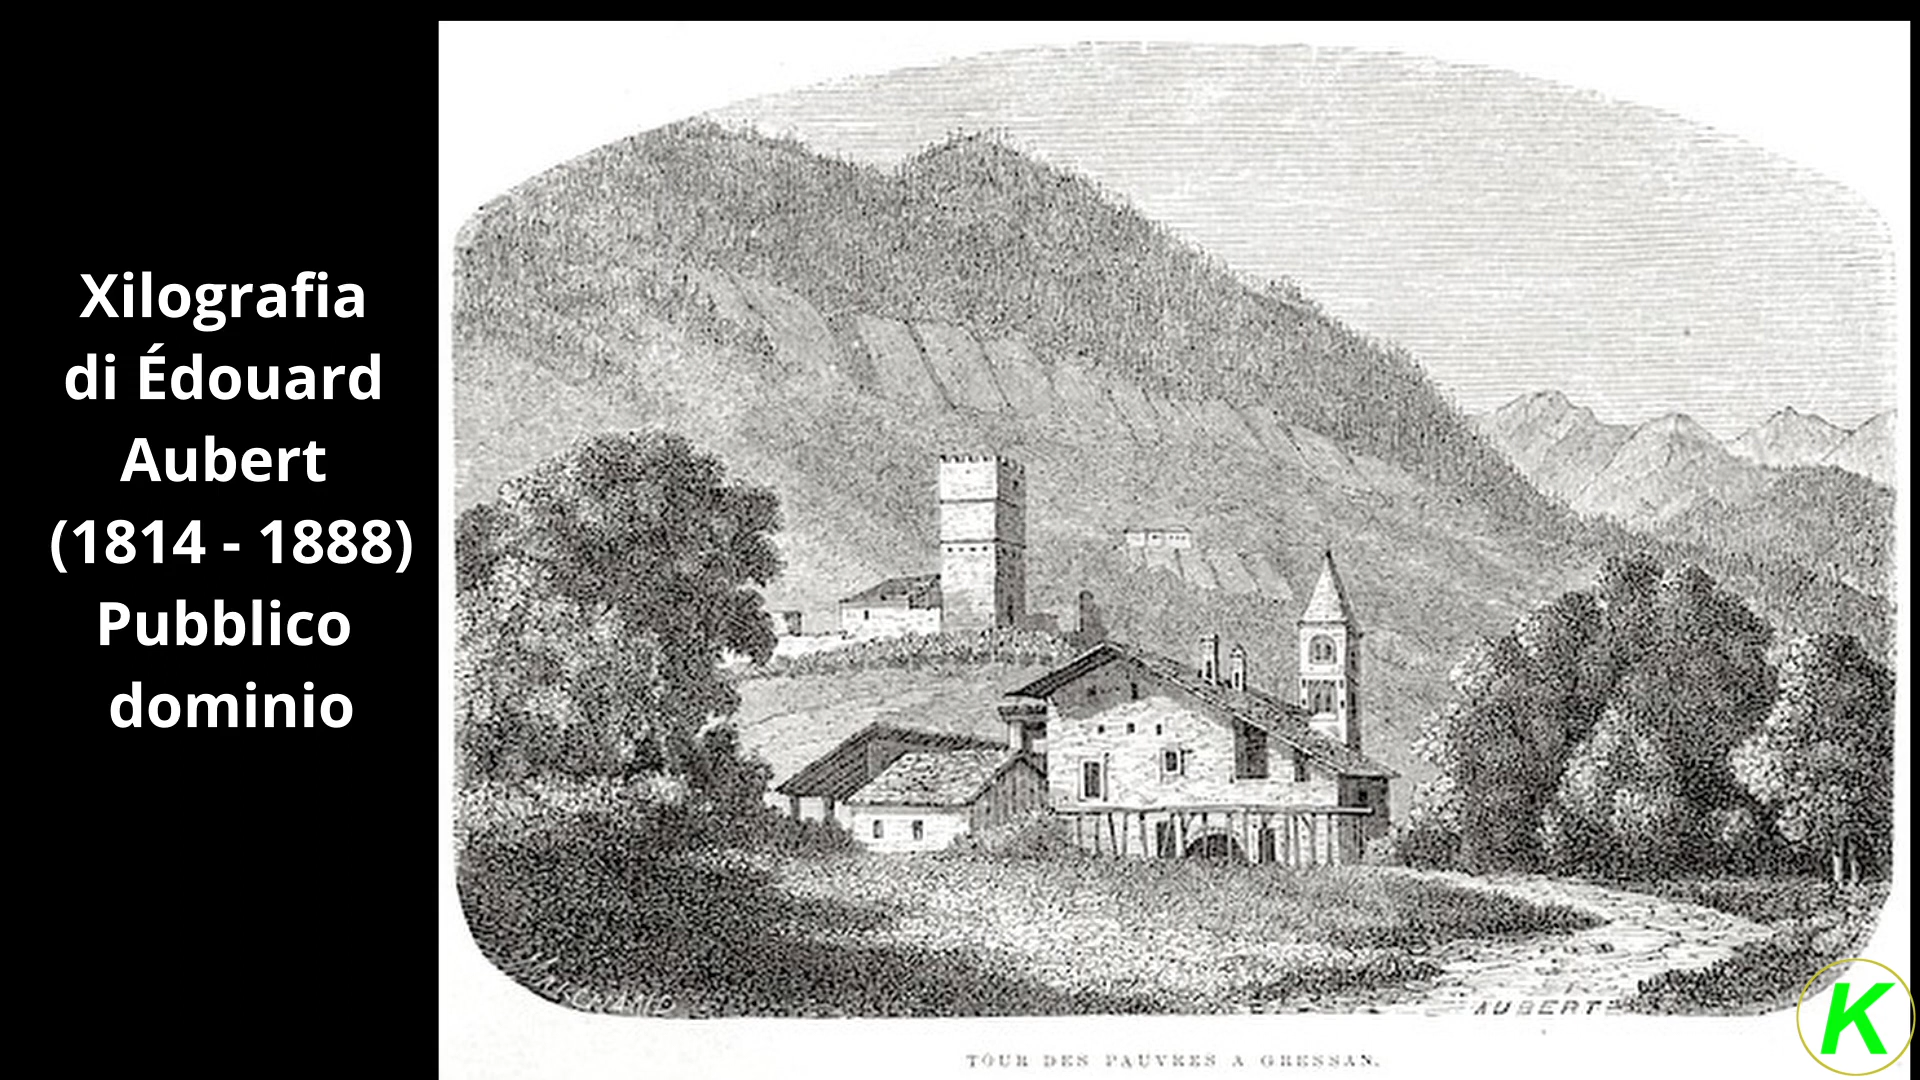 Xilografia
di Édouard
Aubert
(1814 - 1888)
Pubblico
dominio
AUBERT
TOUR DES PAUVRES A GRESSAN.
K